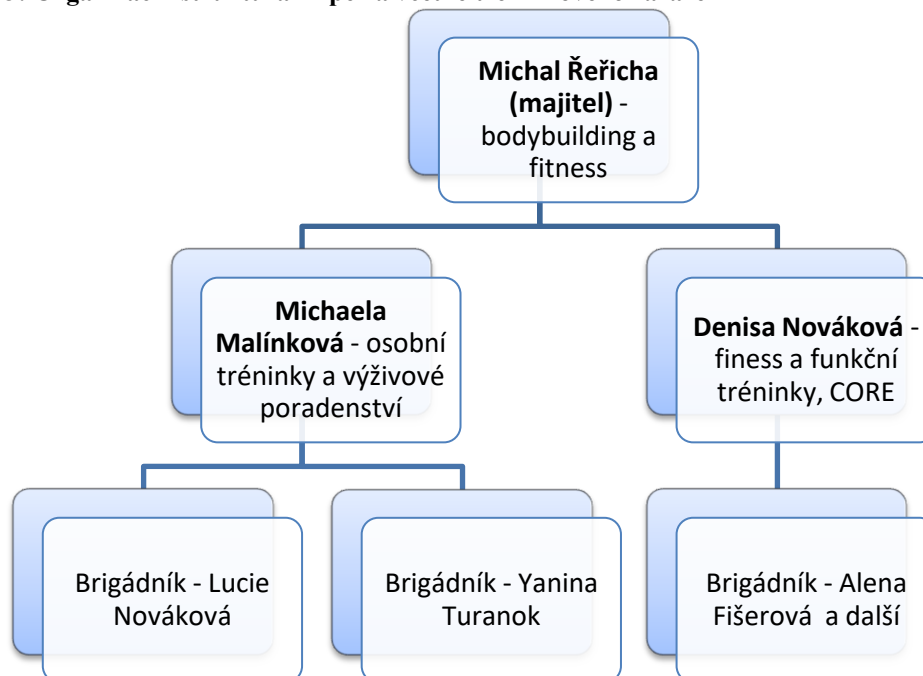 Michal Řeřicha
(majitel) -
bodybuilding a
fitness
Michaela
Malínková - osobní
tréninky a výživové
poradenství
Denisa Nováková -
finess a funkční
tréninky, CORE
Brigádník - Lucie
Nováková
Brigádník - Yanina
Turanok
Brigádník - Alena
Fišerová a další